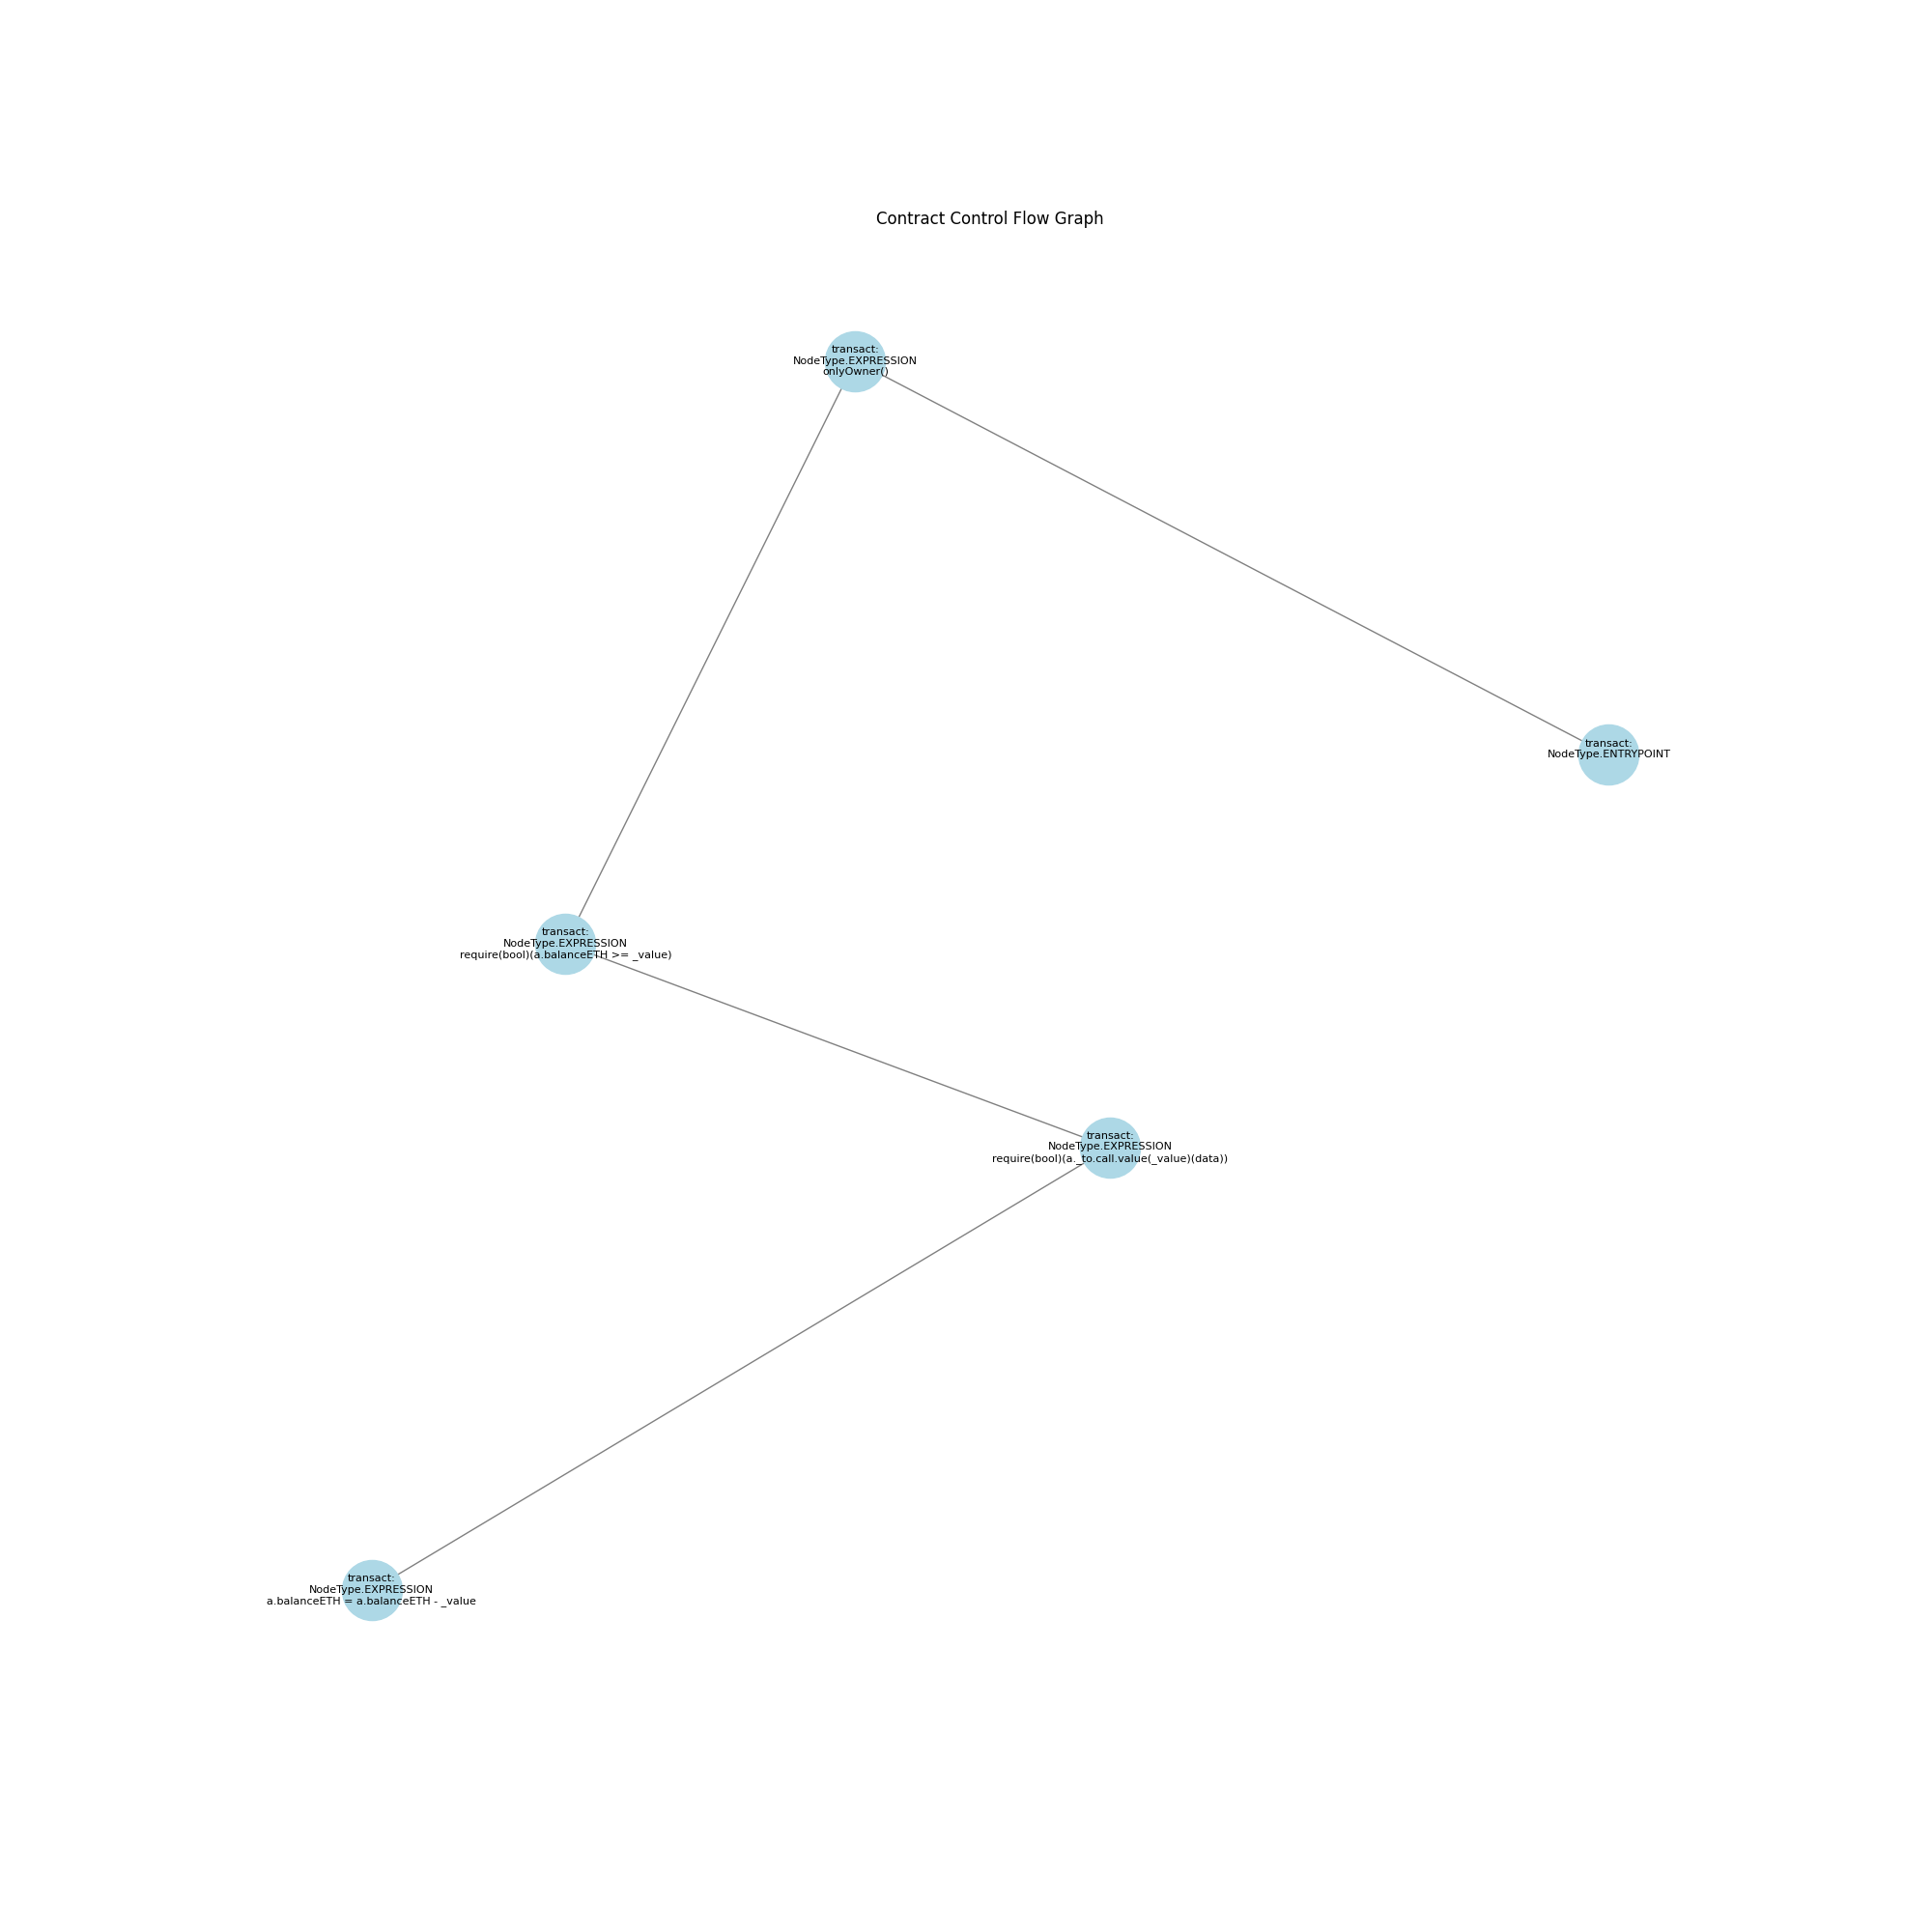 Contract Control Flow Graph
transact:
NodeType.EXPRESSION
onlyOwner()
transact:
NodeType.ENTRYPOINT
transact:
NodeType.EXPRESSION
require(bool)(a.balanceETH >= _value)
transact:
NodeType.EXPRESSION
require(bool)(a._to.call.value(_value)(data))
transact:
NodeType.EXPRESSION
a.balanceETH = a.balanceETH - _value